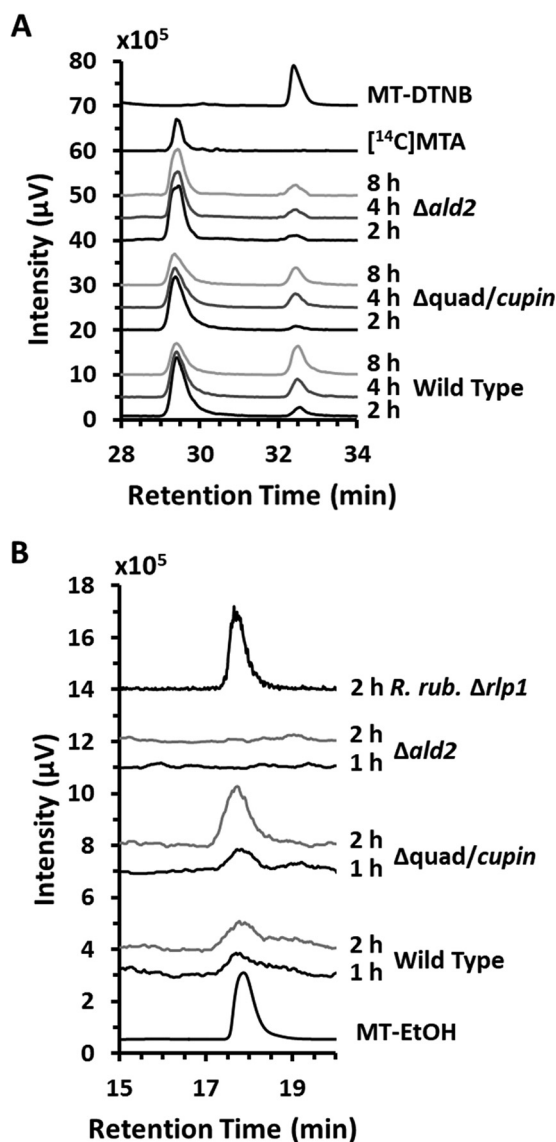 A
x10⁵
80
70
60
50
40
30
20
10
0
MT-DTNB
[¹⁴C]MTA
8 h
4 h Δald2
2 h
8 h
4 h Δquad/cupin
2 h
8 h
4 h Wild Type
2 h
Intensity (μV)
28 30 32 34
Retention Time (min)
B
x10⁵
18
16
14
12
10
8
6
4
2
0
2 h R. rub. Δrlp1
2 h
1 h Δald2
2 h
1 h Δquad/cupin
2 h
1 h Wild Type
MT-EtOH
Intensity (μV)
15 17 19
Retention Time (min)